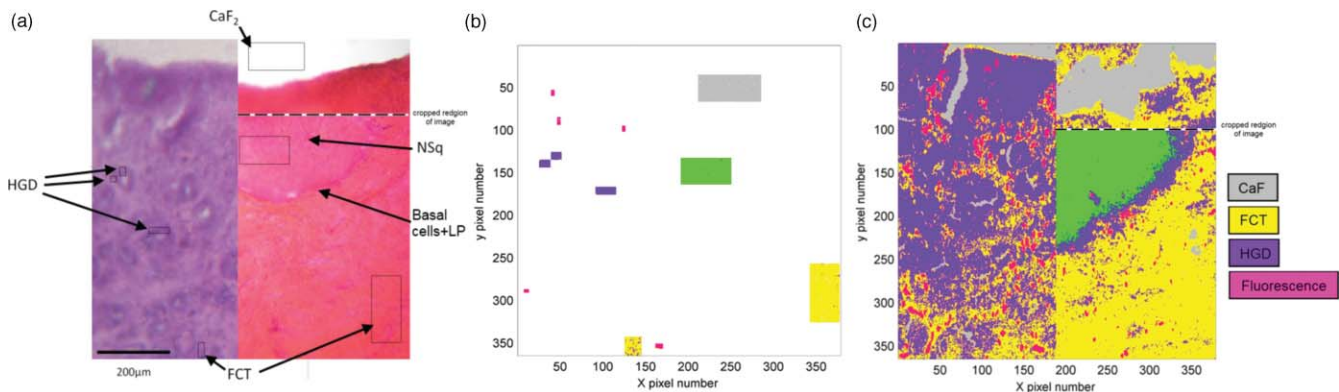 (a)
CaF₂
cropped redgion
of image
NSq
HGD
Basal
cells+LP
FCT
200µm
(b)
y pixel number
50
100
150
200
250
300
350
50 100 150 200 250 300 350
X pixel number
(c)
y pixel number
50
100
150
200
250
300
350
cropped redgion
of image
50 100 150 200 250 300 350
X pixel number
CaF
FCT
HGD
Fluorescence